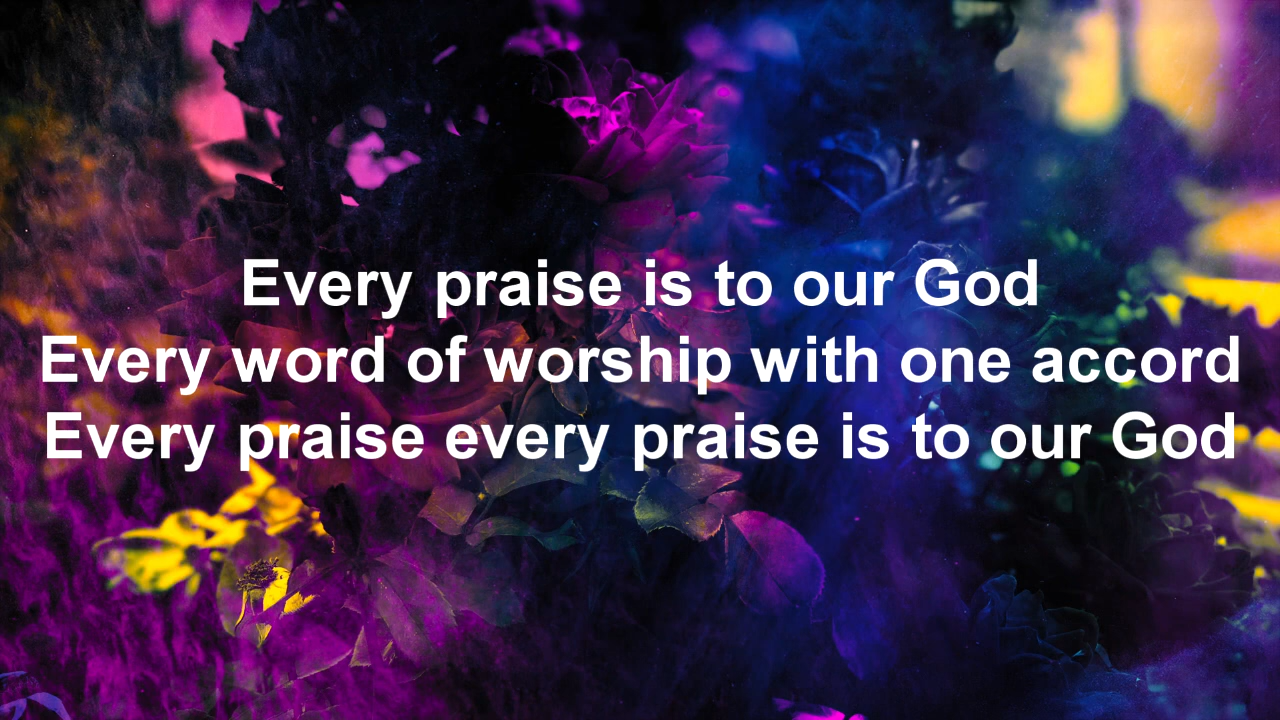 Every praise is to our God
Every word of worship with one accord
Every praise every praise is to our God